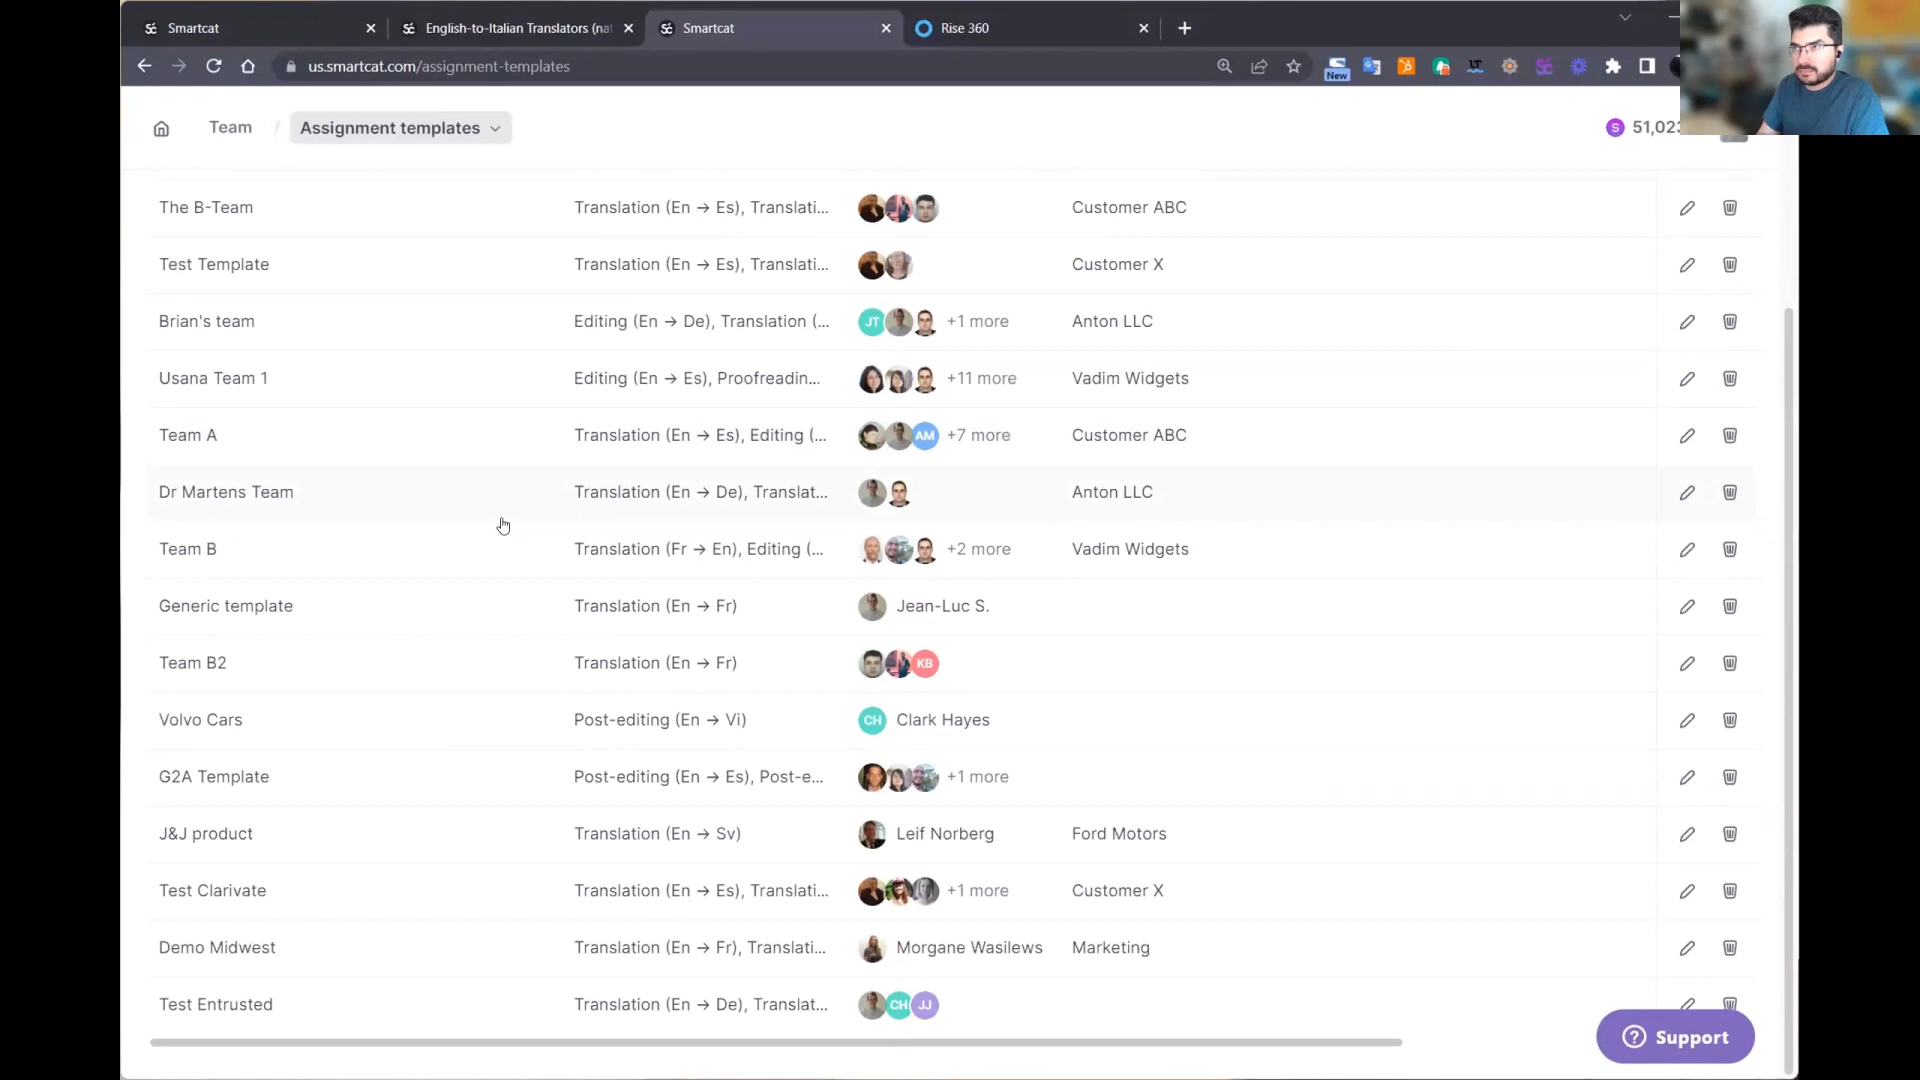 Smartcat
English-to-Italian Translators (nat
Smartcat
Rise 360
us.smartcat.com/assignment-templates
New
Team / Assignment templates
S 51,023
The B-Team Translation (En → Es), Translati... Customer ABC
Test Template Translation (En → Es), Translati... Customer X
Brian's team Editing (En → De), Translation (... JT +1 more Anton LLC
Usana Team 1 Editing (En → Es), Proofreadin... +11 more Vadim Widgets
Team A Translation (En → Es), Editing (... AM +7 more Customer ABC
Dr Martens Team Translation (En → De), Translat... Anton LLC
Team B Translation (Fr → En), Editing (... +2 more Vadim Widgets
Generic template Translation (En → Fr) Jean-Luc S.
Team B2 Translation (En → Fr) KB
Volvo Cars Post-editing (En → Vi) CH Clark Hayes
G2A Template Post-editing (En → Es), Post-e... +1 more
J&J product Translation (En → Sv) Leif Norberg Ford Motors
Test Clarivate Translation (En → Es), Translati... +1 more Customer X
Demo Midwest Translation (En → Fr), Translati... Morgane Wasilews Marketing
Test Entrusted Translation (En → De), Translat... CH JJ
Support